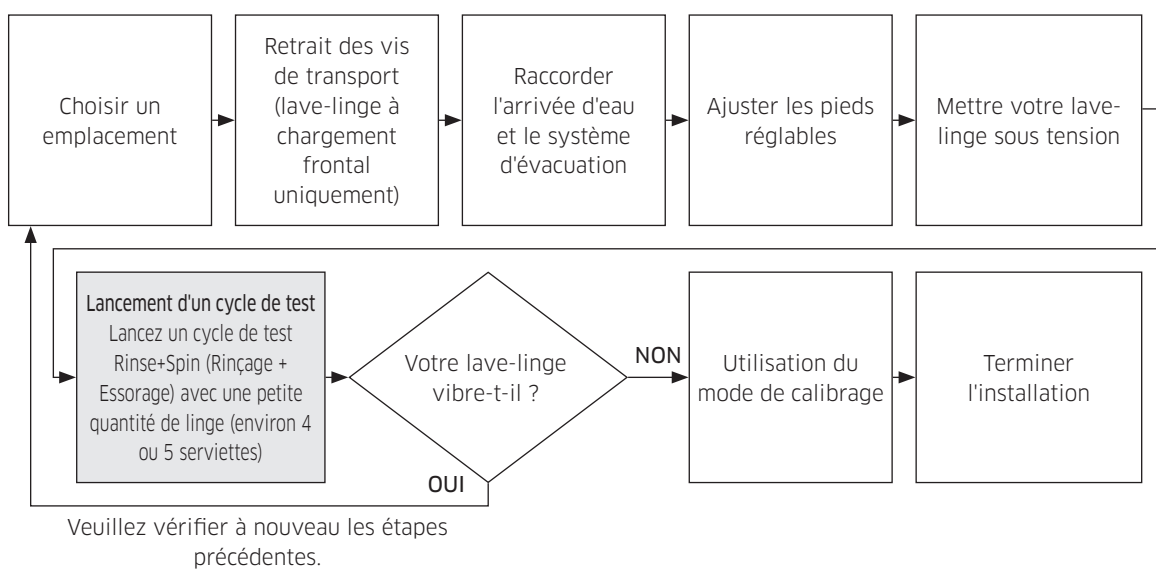 Choisir un
emplacement
Retrait des vis
de transport
(lave-linge à
chargement
frontal
uniquement)
Raccorder
l'arrivée d'eau
et le système
d'évacuation
Ajuster les pieds
réglables
Mettre votre lave-
linge sous tension
Lancement d'un cycle de test
Lancez un cycle de test
Rinse+Spin (Rinçage +
Essorage) avec une petite
quantité de linge (environ 4
ou 5 serviettes)
Votre lave-linge
vibre-t-il ?
NON
OUI
Utilisation du
mode de calibrage
Terminer
l'installation
Veuillez vérifier à nouveau les étapes
précédentes.